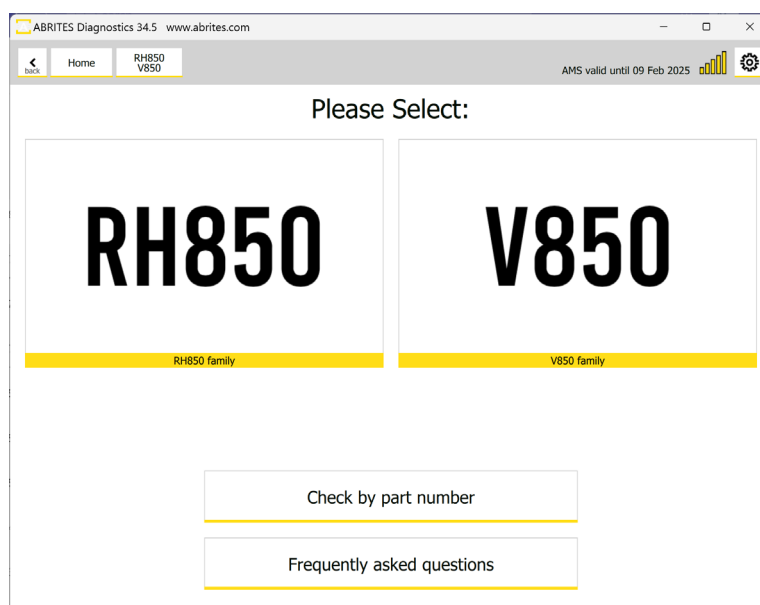 ABRITES Diagnostics 34.5 www.abrites.com
back
Home
RH850
V850
AMS valid until 09 Feb 2025
Please Select:
RH850
V850
RH850 family
V850 family
Check by part number
Frequently asked questions